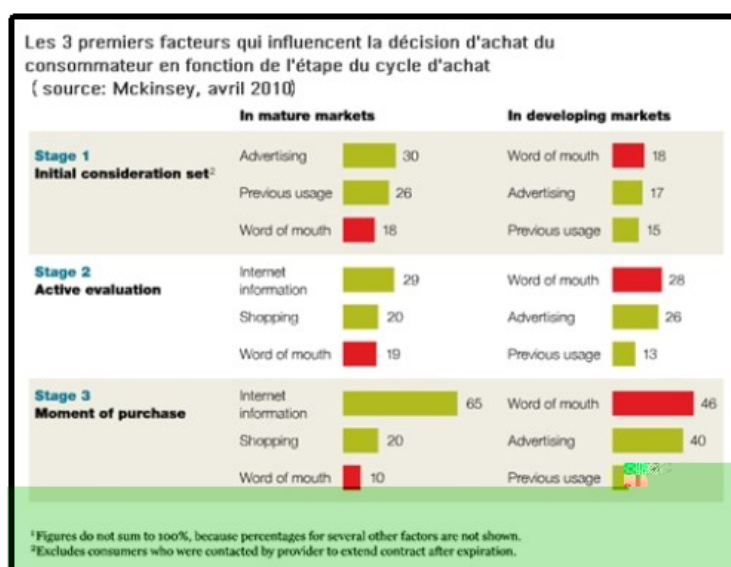 Les 3 premiers facteurs qui influencent la décision d'achat du
consommateur en fonction de l'étape du cycle d'achat
( source: Mckinsey, avril 2010)
In mature markets
In developing markets
Stage 1
Initial consideration set²
Advertising 30
Previous usage 26
Word of mouth 18
Word of mouth 18
Advertising 17
Previous usage 15
Stage 2
Active evaluation
Internet
information 29
Shopping 20
Word of mouth 19
Word of mouth 28
Advertising 26
Previous usage 13
Stage 3
Moment of purchase
Internet
information 65
Shopping 20
Word of mouth 10
Word of mouth 46
Advertising 40
Previous usage
¹Figures do not sum to 100%, because percentages for several other factors are not shown.
²Excludes consumers who were contacted by provider to extend contract after expiration.